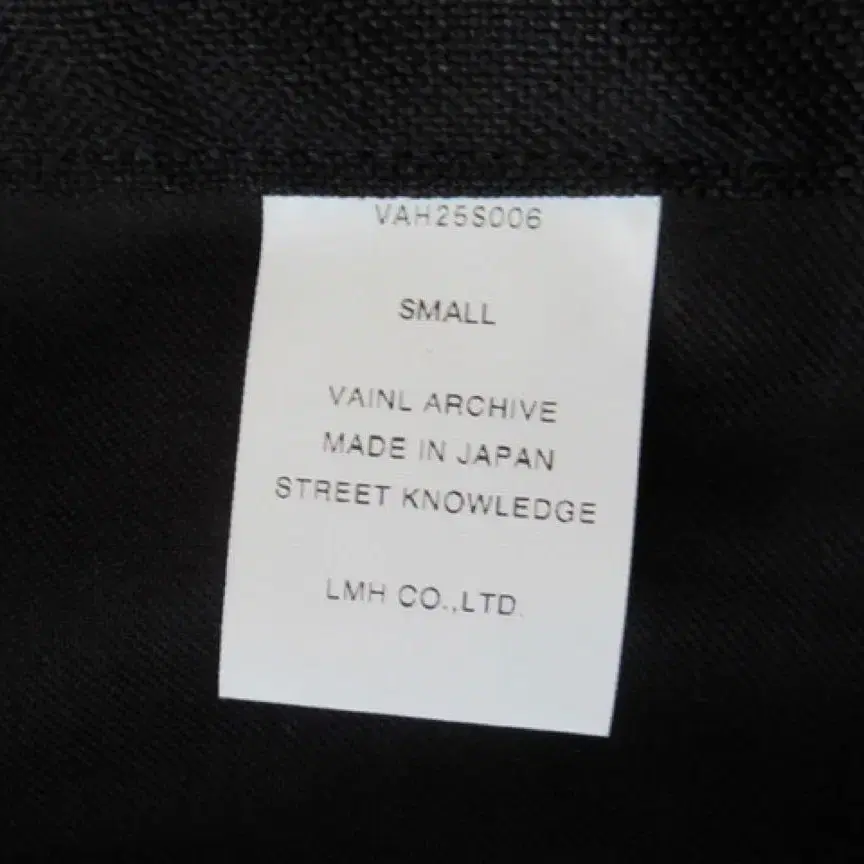 VAH25S006
SMALL
VAINL ARCHIVE
MADE IN JAPAN
STREET KNOWLEDGE
LMH CO.,LTD.